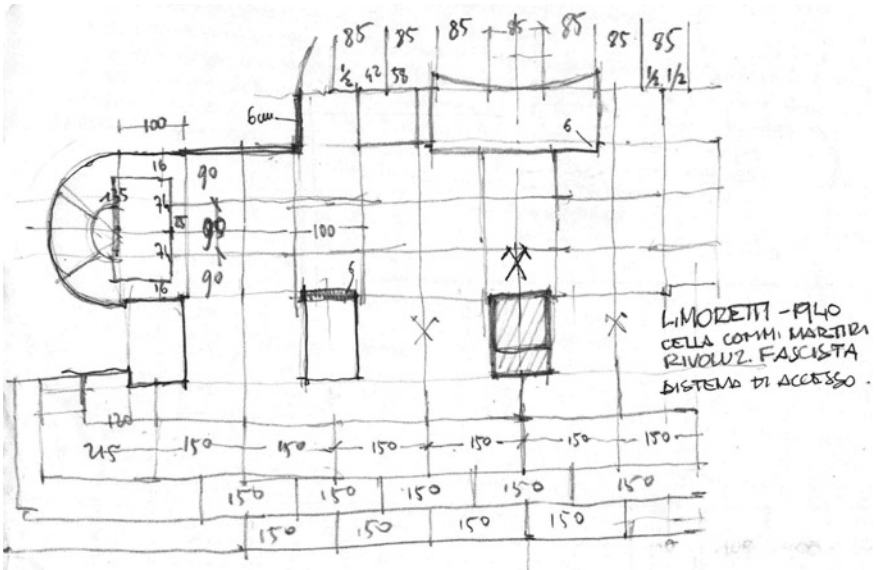 85 85 85 85 85 85 85
1/2 42 58 1/2 1/2
6cm
100
6
16
90
135
74
85
90
100
74
90
16
5
L. MORETTI - 1940
CELLA COMM. MARTIRI
RIVOLUZ. FASCISTA
SISTEMA DI ACCESSO.
120
215 150 150 150 150 150 150
150 150 150 150 150
150 150 150 150